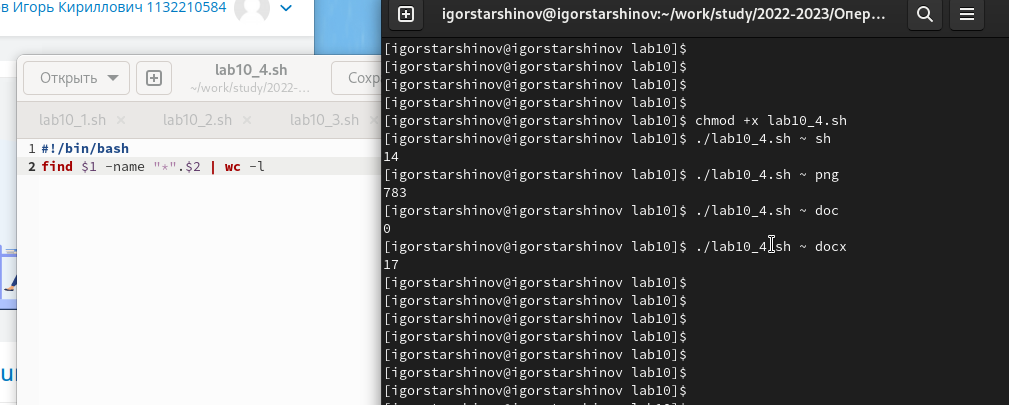 в Игорь Кириллович 1132210584
Открыть
lab10_4.sh
~/work/study/2022-...
Сохр
lab10_1.sh
lab10_2.sh
lab10_3.sh
1 #!/bin/bash
2 find $1 -name "*".$2 | wc -l
igorstarshinov@igorstarshinov:~/work/study/2022-2023/Опер...
[igorstarshinov@igorstarshinov lab10]$
[igorstarshinov@igorstarshinov lab10]$
[igorstarshinov@igorstarshinov lab10]$
[igorstarshinov@igorstarshinov lab10]$
[igorstarshinov@igorstarshinov lab10]$ chmod +x lab10_4.sh
[igorstarshinov@igorstarshinov lab10]$ ./lab10_4.sh ~ sh
14
[igorstarshinov@igorstarshinov lab10]$ ./lab10_4.sh ~ png
783
[igorstarshinov@igorstarshinov lab10]$ ./lab10_4.sh ~ doc
0
[igorstarshinov@igorstarshinov lab10]$ ./lab10_4.sh ~ docx
17
[igorstarshinov@igorstarshinov lab10]$
[igorstarshinov@igorstarshinov lab10]$
[igorstarshinov@igorstarshinov lab10]$
[igorstarshinov@igorstarshinov lab10]$
[igorstarshinov@igorstarshinov lab10]$
[igorstarshinov@igorstarshinov lab10]$
[igorstarshinov@igorstarshinov lab10]$